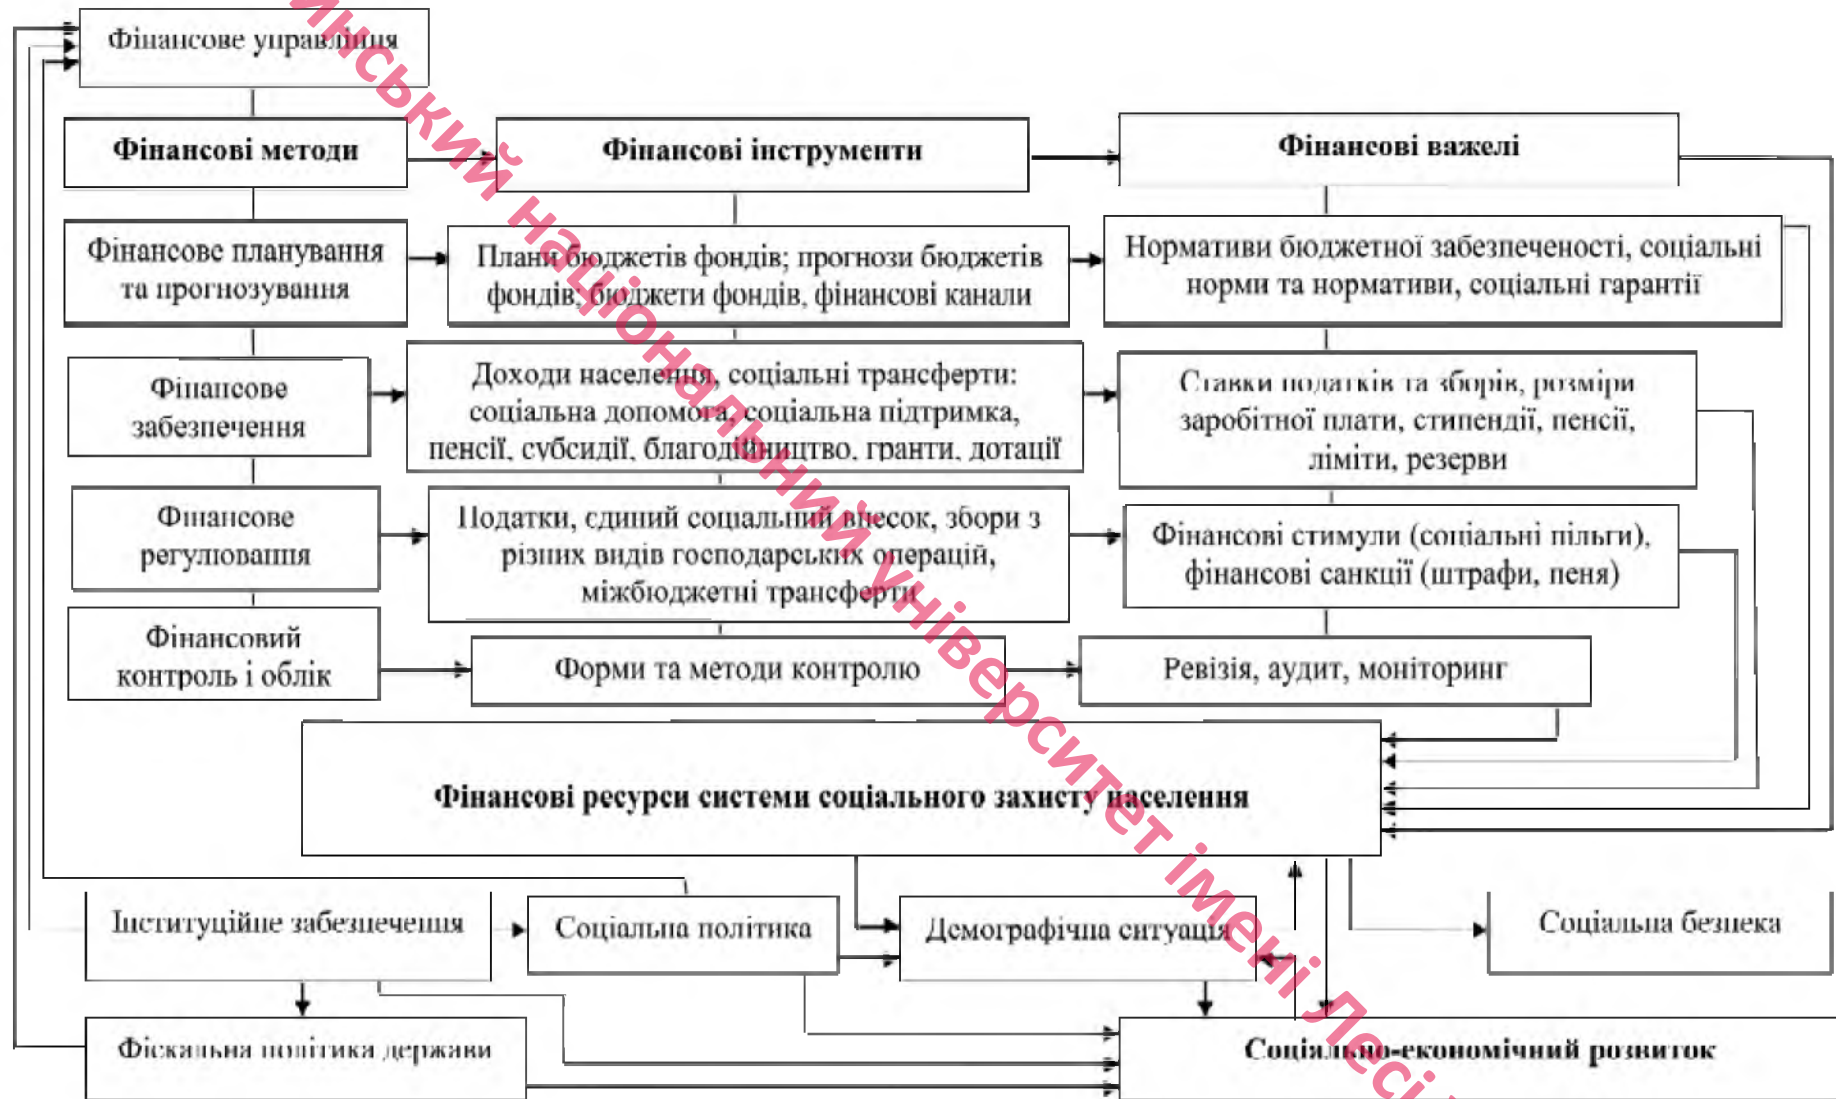 Фінансове управління
Фінансові методи
Фінансові інструменти
Фінансові важелі
Фінансове планування
та прогнозування
Плани бюджетів фондів; прогнози бюджетів
фондів; бюджети фондів, фінансові канали
Нормативи бюджетної забезпеченості, соціальні
норми та нормативи, соціальні гарантії
Фінансове
забезпечення
Доходи населення, соціальні трансферти:
соціальна допомога, соціальна підтримка,
пенсії, субсидії, благодійництво, гранти, дотації
Ставки податків та зборів, розміри
заробітної плати, стипендії, пенсії,
ліміти, резерви
Фінансове
регулювання
Податки, єдиний соціальний внесок, збори з
різних видів господарських операцій,
міжбюджетні трансферти
Фінансові стимули (соціальні пільги),
фінансові санкції (штрафи, пеня)
Фінансовий
контроль і облік
Форми та методи контролю
Ревізія, аудит, моніторинг
Фінансові ресурси системи соціального захисту населення
Інституційне забезпечення
Соціальна політика
Демографічна ситуація
Соціальна безпека
Фіскальна політика держави
Соціально-економічний розвиток
инський національний університет імені Лесі